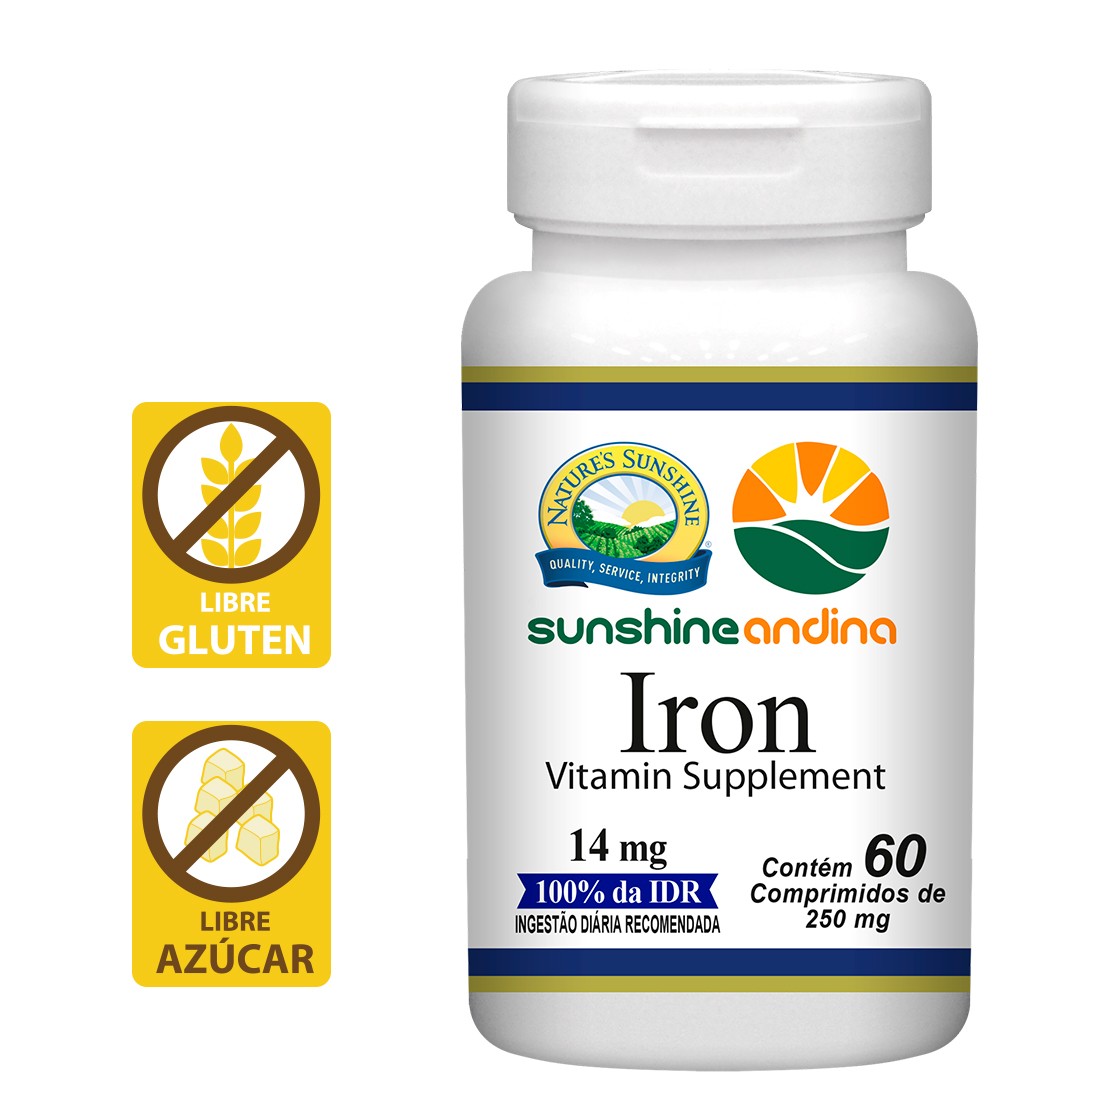 LIBRE
GLUTEN
LIBRE
AZÚCAR
NATURE'S SUNSHINE
®
QUALITY, SERVICE, INTEGRITY
sunshineandina
Iron
Vitamin Supplement
14 mg
100% da IDR
INGESTÃO DIÁRIA RECOMENDADA
Contém 60
Comprimidos de
250 mg